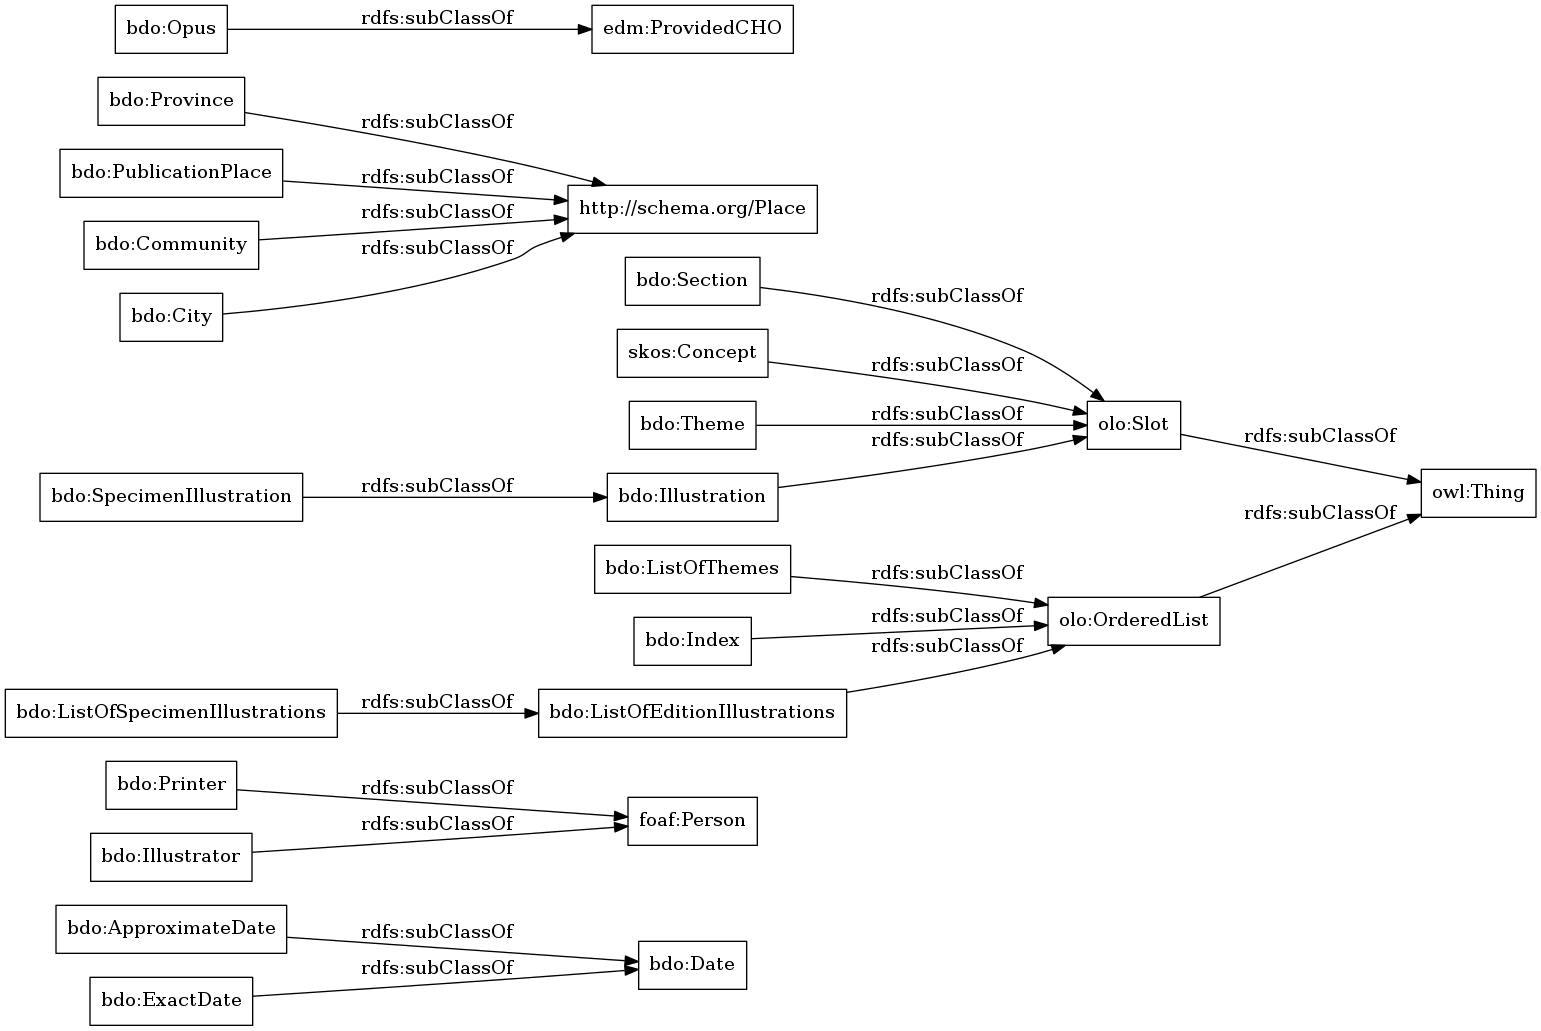 bdo:Opus
rdfs:subClassOf
edm:ProvidedCHO
bdo:Province
rdfs:subClassOf
bdo:PublicationPlace
rdfs:subClassOf
http://schema.org/Place
bdo:Community
rdfs:subClassOf
bdo:City
rdfs:subClassOf
bdo:Section
rdfs:subClassOf
skos:Concept
rdfs:subClassOf
bdo:Theme
rdfs:subClassOf
olo:Slot
rdfs:subClassOf
bdo:SpecimenIllustration
rdfs:subClassOf
bdo:Illustration
rdfs:subClassOf
owl:Thing
rdfs:subClassOf
bdo:ListOfThemes
rdfs:subClassOf
bdo:Index
rdfs:subClassOf
olo:OrderedList
bdo:ListOfSpecimenIllustrations
rdfs:subClassOf
bdo:ListOfEditionIllustrations
rdfs:subClassOf
bdo:Printer
rdfs:subClassOf
foaf:Person
bdo:Illustrator
rdfs:subClassOf
bdo:ApproximateDate
rdfs:subClassOf
bdo:Date
bdo:ExactDate
rdfs:subClassOf